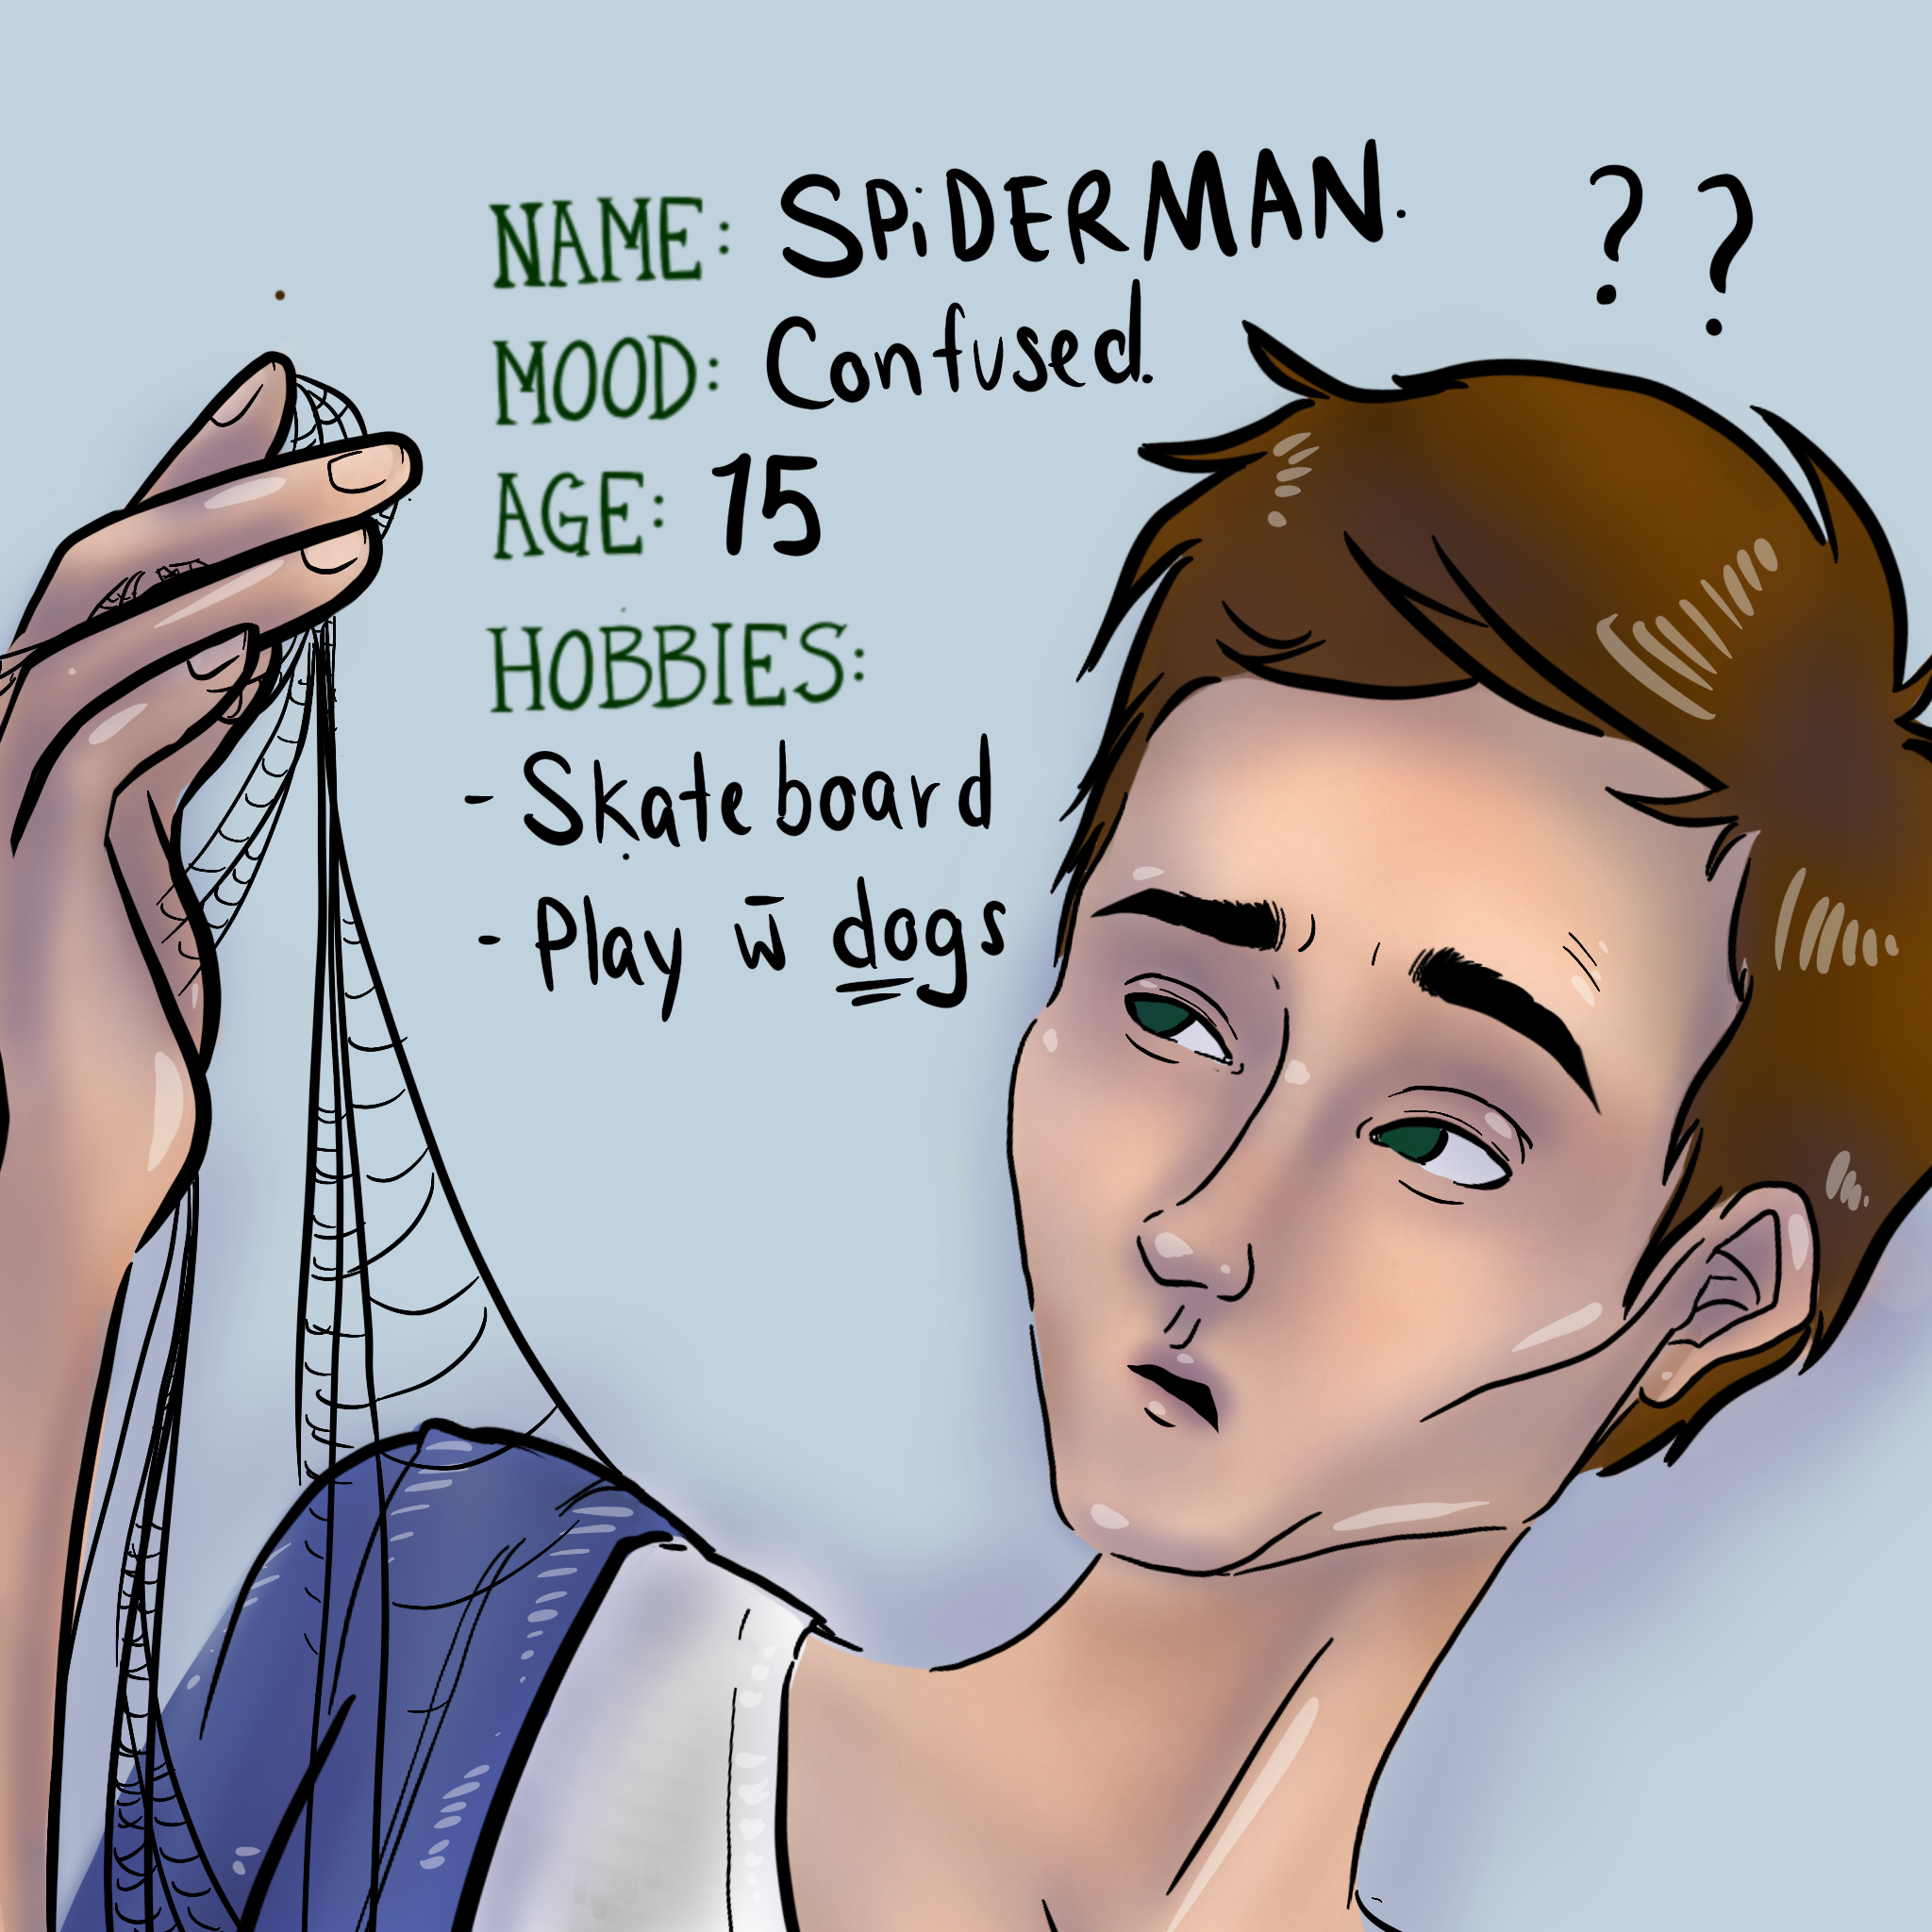 NAME: SPiDERMAN.
? ?
MOOD: Confused.
AGE: 15
HOBBIES:
- Skateboard
- Play w̄ dogs